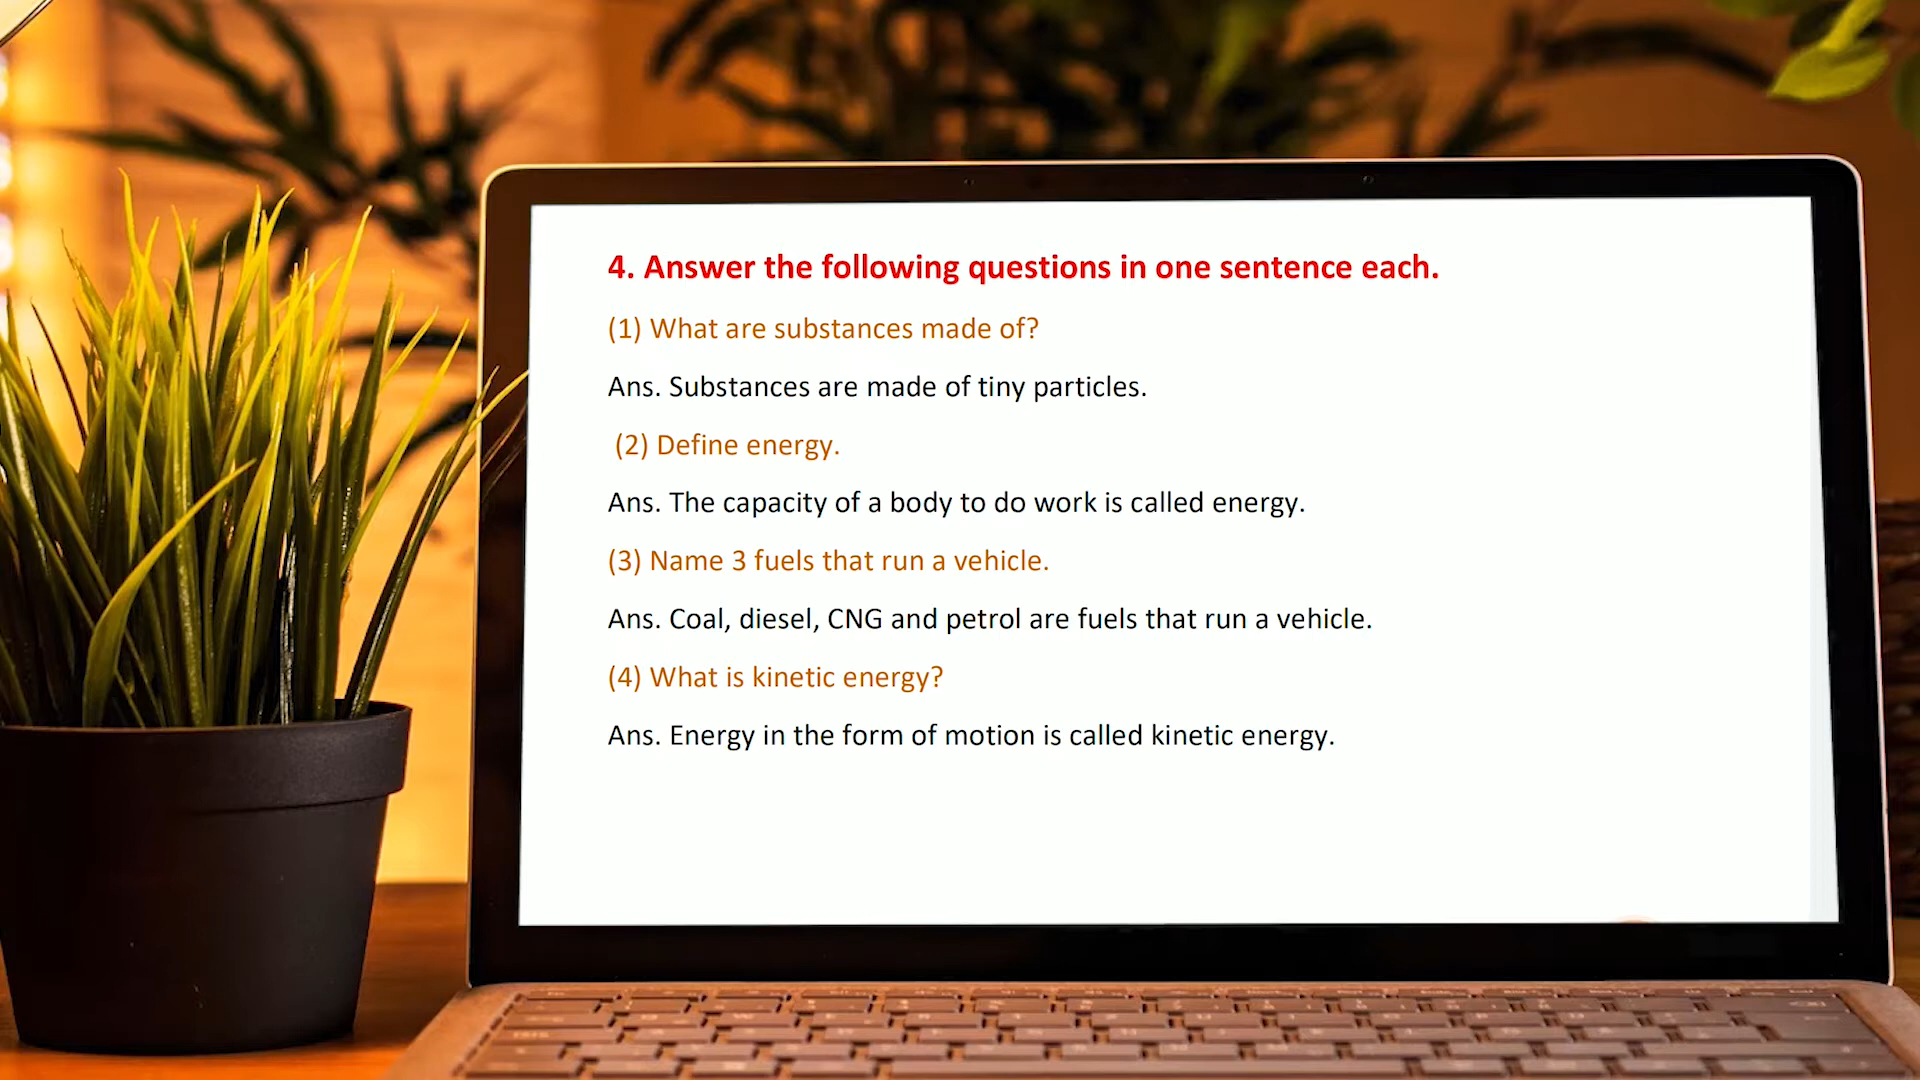 4. Answer the following questions in one sentence each.
(1) What are substances made of?
Ans. Substances are made of tiny particles.
(2) Define energy.
Ans. The capacity of a body to do work is called energy.
(3) Name 3 fuels that run a vehicle.
Ans. Coal, diesel, CNG and petrol are fuels that run a vehicle.
(4) What is kinetic energy?
Ans. Energy in the form of motion is called kinetic energy.